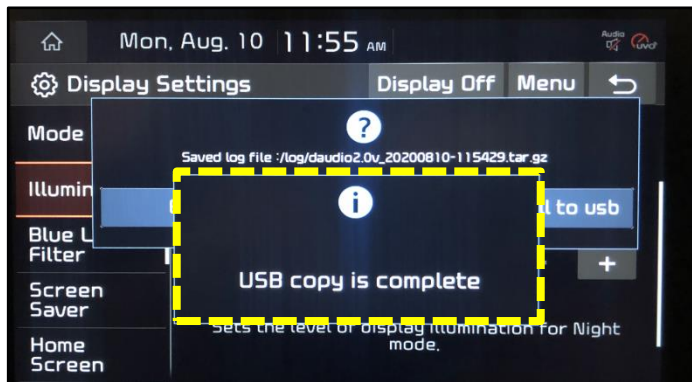 Mon, Aug. 10 11:55 AM
Audio
UVO
Display Settings
Display Off
Menu
Mode
Saved log file :/log/daudio2.0v_20200810-115429.tar.gz
to usb
Blue
Filter
USB copy is complete
Screen
Saver
Sets the level of display illumination for Night
mode.
Home
Screen